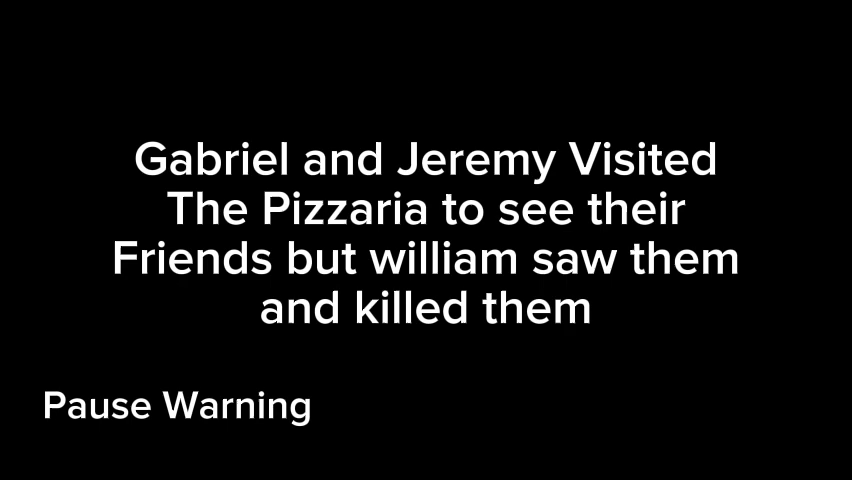 Gabriel and Jeremy Visited
The Pizzaria to see their
Friends but william saw them
and killed them
Pause Warning